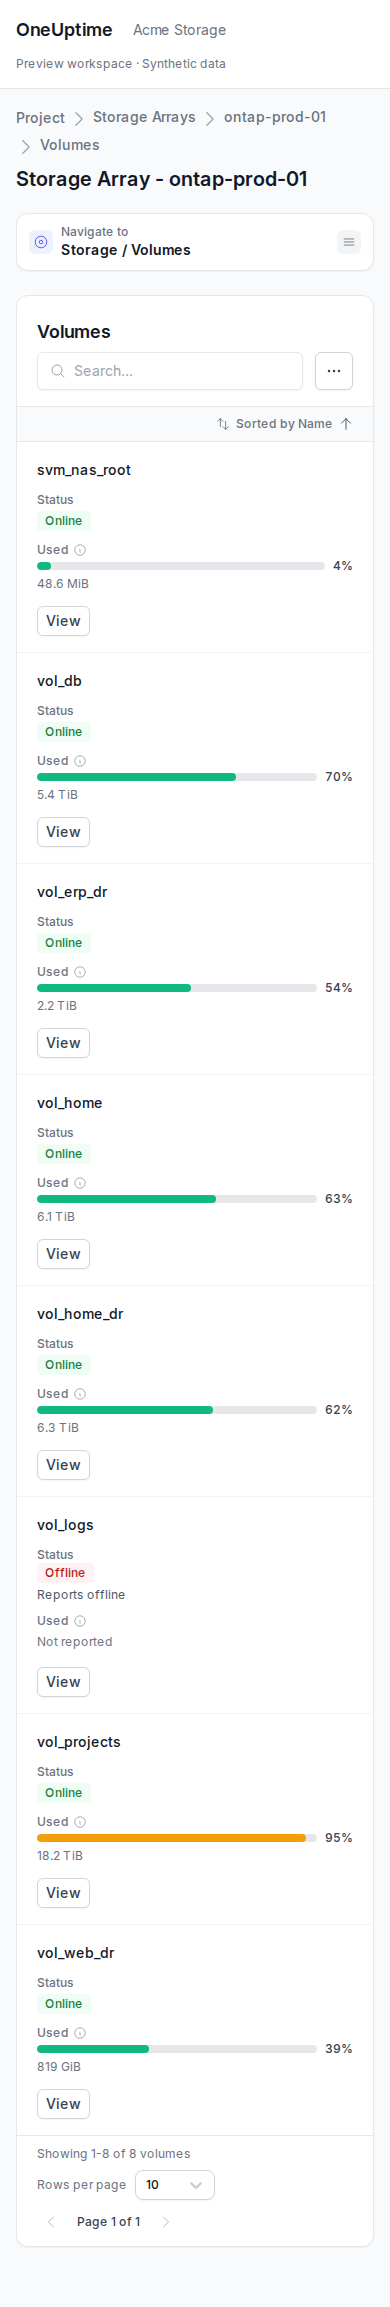 OneUptime Acme Storage
Preview workspace · Synthetic data
Project Storage Arrays ontap-prod-01
Volumes
Storage Array - ontap-prod-01
Navigate to
Storage / Volumes
Volumes
Search...
Sorted by Name
svm_nas_root
Status
Online
Used
4%
48.6 MiB
View
vol_db
Status
Online
Used
70%
5.4 TiB
View
vol_erp_dr
Status
Online
Used
54%
2.2 TiB
View
vol_home
Status
Online
Used
63%
6.1 TiB
View
vol_home_dr
Status
Online
Used
62%
6.3 TiB
View
vol_logs
Status
Offline
Reports offline
Used
Not reported
View
vol_projects
Status
Online
Used
95%
18.2 TiB
View
vol_web_dr
Status
Online
Used
39%
819 GiB
View
Showing 1-8 of 8 volumes
Rows per page 10
Page 1 of 1